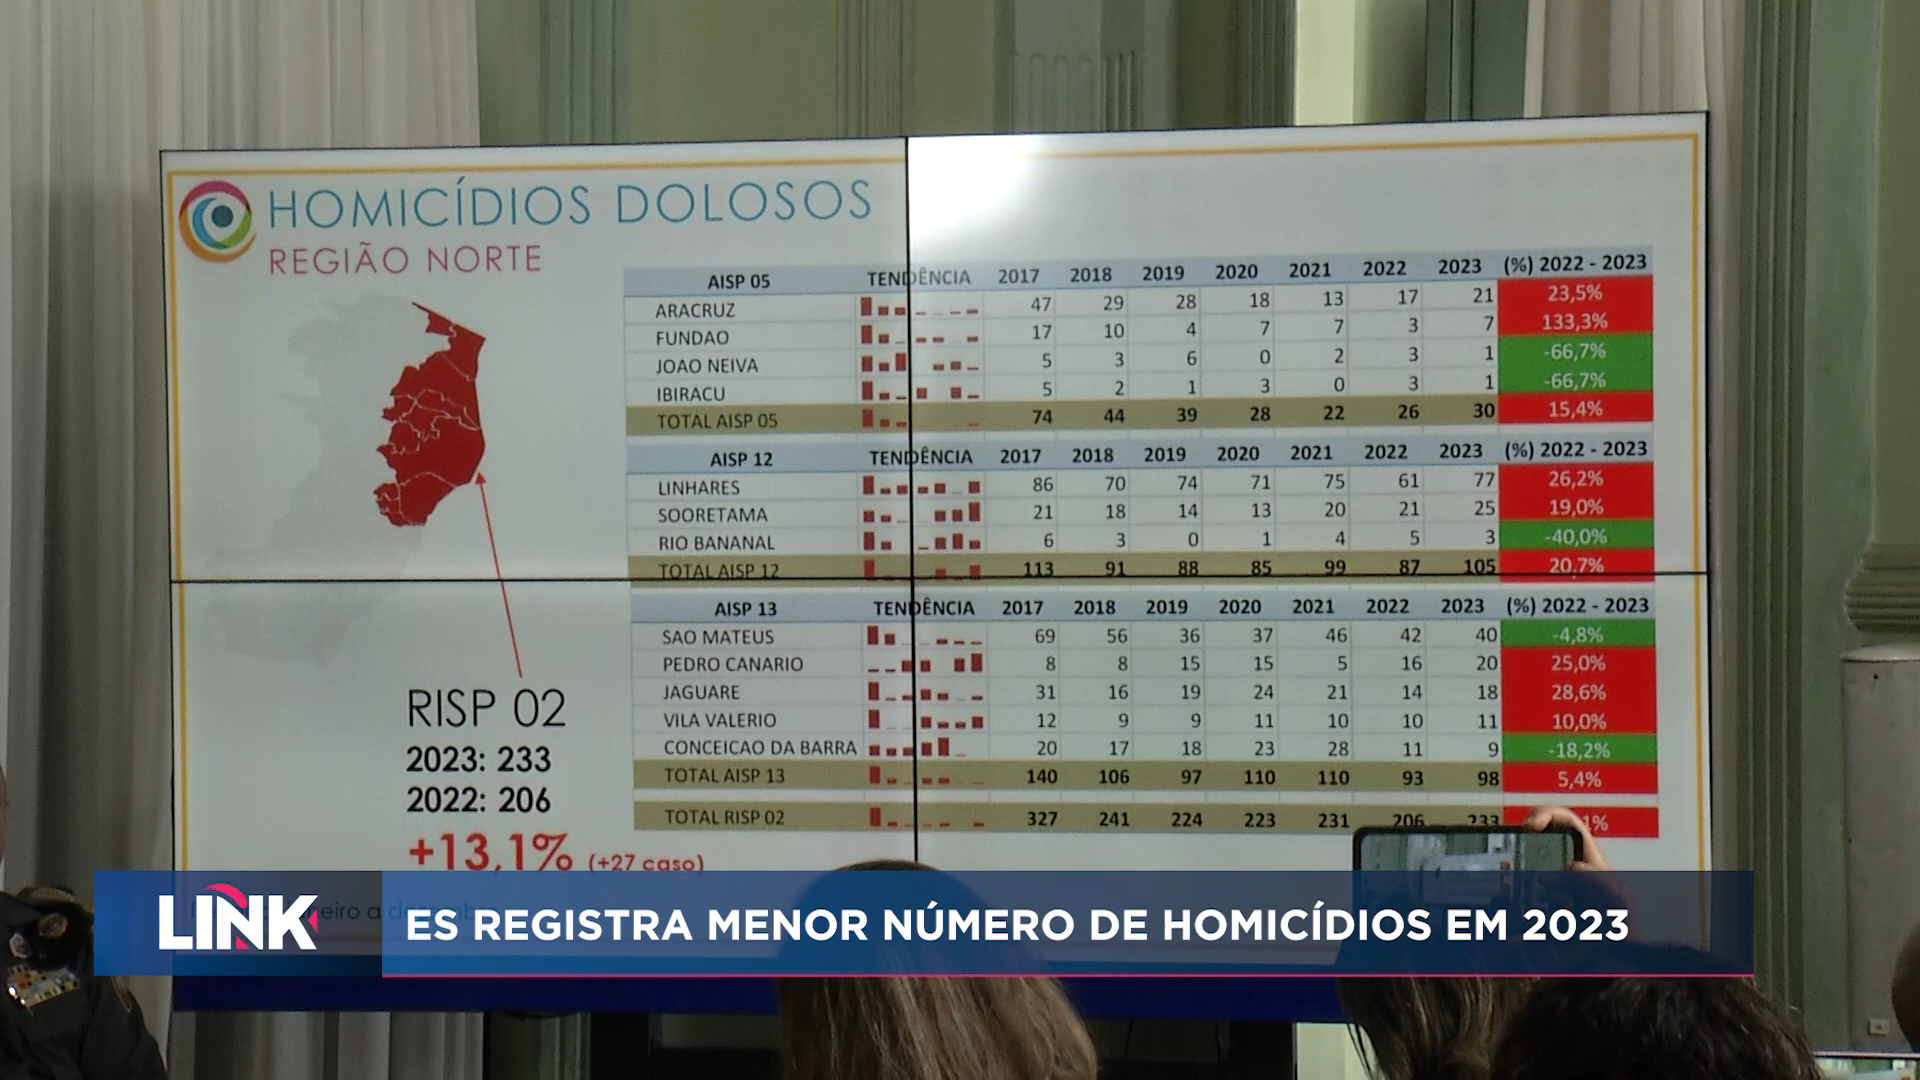 HOMICÍDIOS DOLOSOS
REGIÃO NORTE
AISP 05 TENDÊNCIA 2017 2018 2019 2020 2021 2022 2023 (%) 2022 - 2023
ARACRUZ 47 29 28 18 13 17 21 23,5%
FUNDAO 17 10 4 7 7 3 7 133,3%
JOAO NEIVA 5 3 6 0 2 3 1 -66,7%
IBIRACU 5 2 1 3 0 3 1 -66,7%
TOTAL AISP 05 74 44 39 28 22 26 30 15,4%
AISP 12 TENDÊNCIA 2017 2018 2019 2020 2021 2022 2023 (%) 2022 - 2023
LINHARES 86 70 74 71 75 61 77 26,2%
SOORETAMA 21 18 14 13 20 21 25 19,0%
RIO BANANAL 6 3 0 1 4 5 3 -40,0%
TOTAL AISP 12 113 91 88 85 99 87 105 20,7%
AISP 13 TENDÊNCIA 2017 2018 2019 2020 2021 2022 2023 (%) 2022 - 2023
SAO MATEUS 69 56 36 37 46 42 40 -4,8%
PEDRO CANARIO 8 8 15 15 5 16 20 25,0%
JAGUARE 31 16 19 24 21 14 18 28,6%
VILA VALERIO 12 9 9 11 10 10 11 10,0%
CONCEICAO DA BARRA 20 17 18 23 28 11 9 -18,2%
TOTAL AISP 13 140 106 97 110 110 93 98 5,4%
TOTAL RISP 02 327 241 224 223 231 206 233
RISP 02
2023: 233
2022: 206
+13,1% (+27 caso)
LINK
ES REGISTRA MENOR NÚMERO DE HOMICÍDIOS EM 2023